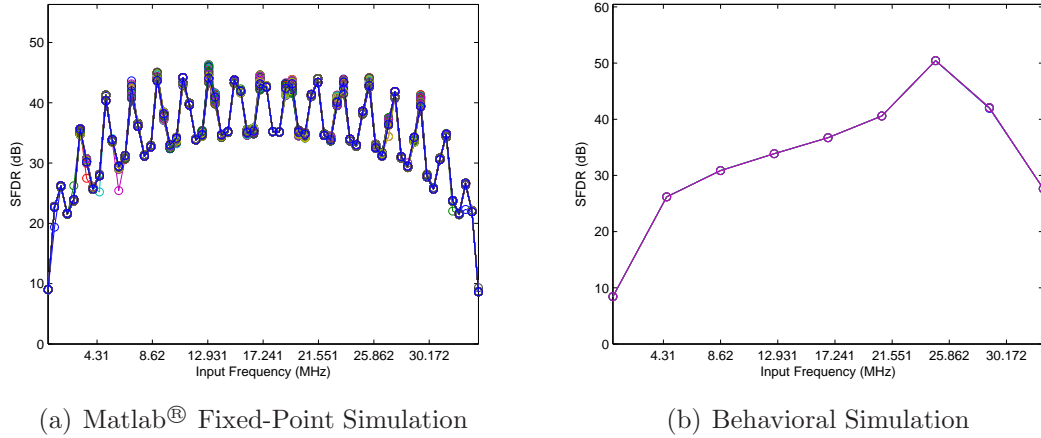 50
40
30
20
10
0
SFDR (dB)
4.31 8.62 12.931 17.241 21.551 25.862 30.172
Input Frequency (MHz)
(a) Matlab® Fixed-Point Simulation
60
50
40
30
20
10
0
SFDR (dB)
4.31 8.62 12.931 17.241 21.551 25.862 30.172
Input Frequency (MHz)
(b) Behavioral Simulation